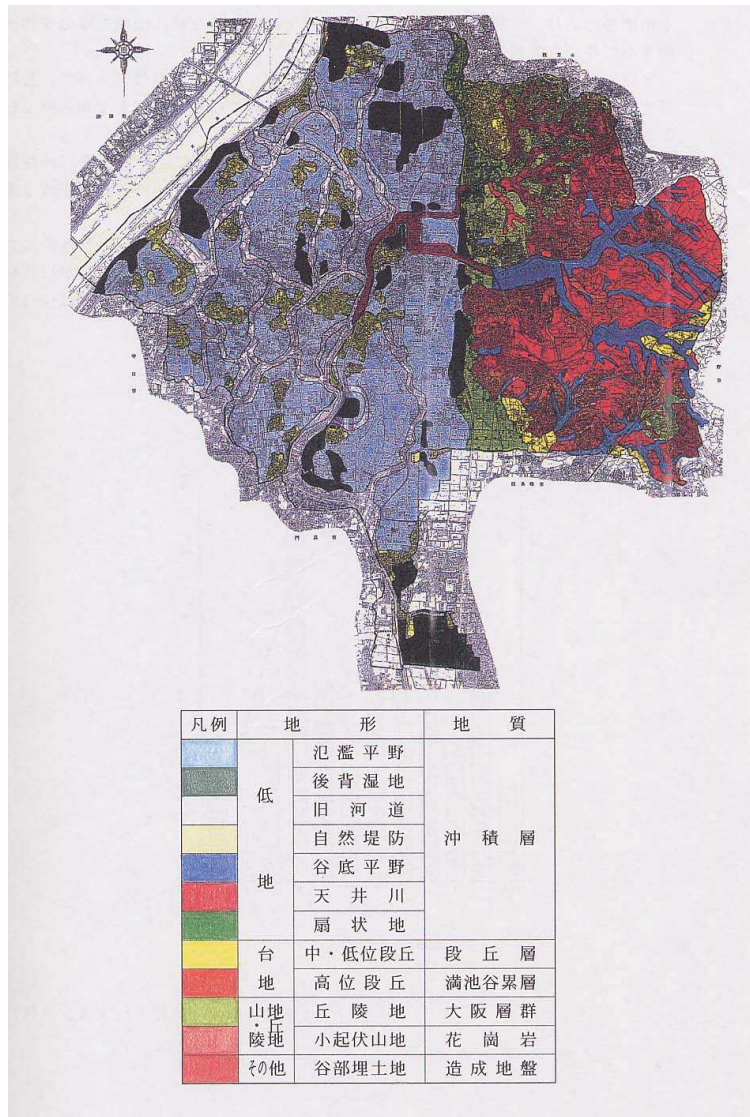 凡例 地形 地質
低地 氾濫平野 沖積層
後背湿地
旧河道
自然堤防
谷底平野
天井川
扇状地
台地 中・低位段丘 段丘層
高位段丘 満池谷累層
山地・丘陵地 丘陵地 大阪層群
小起伏山地 花崗岩
その他 谷部埋土地 造成地盤